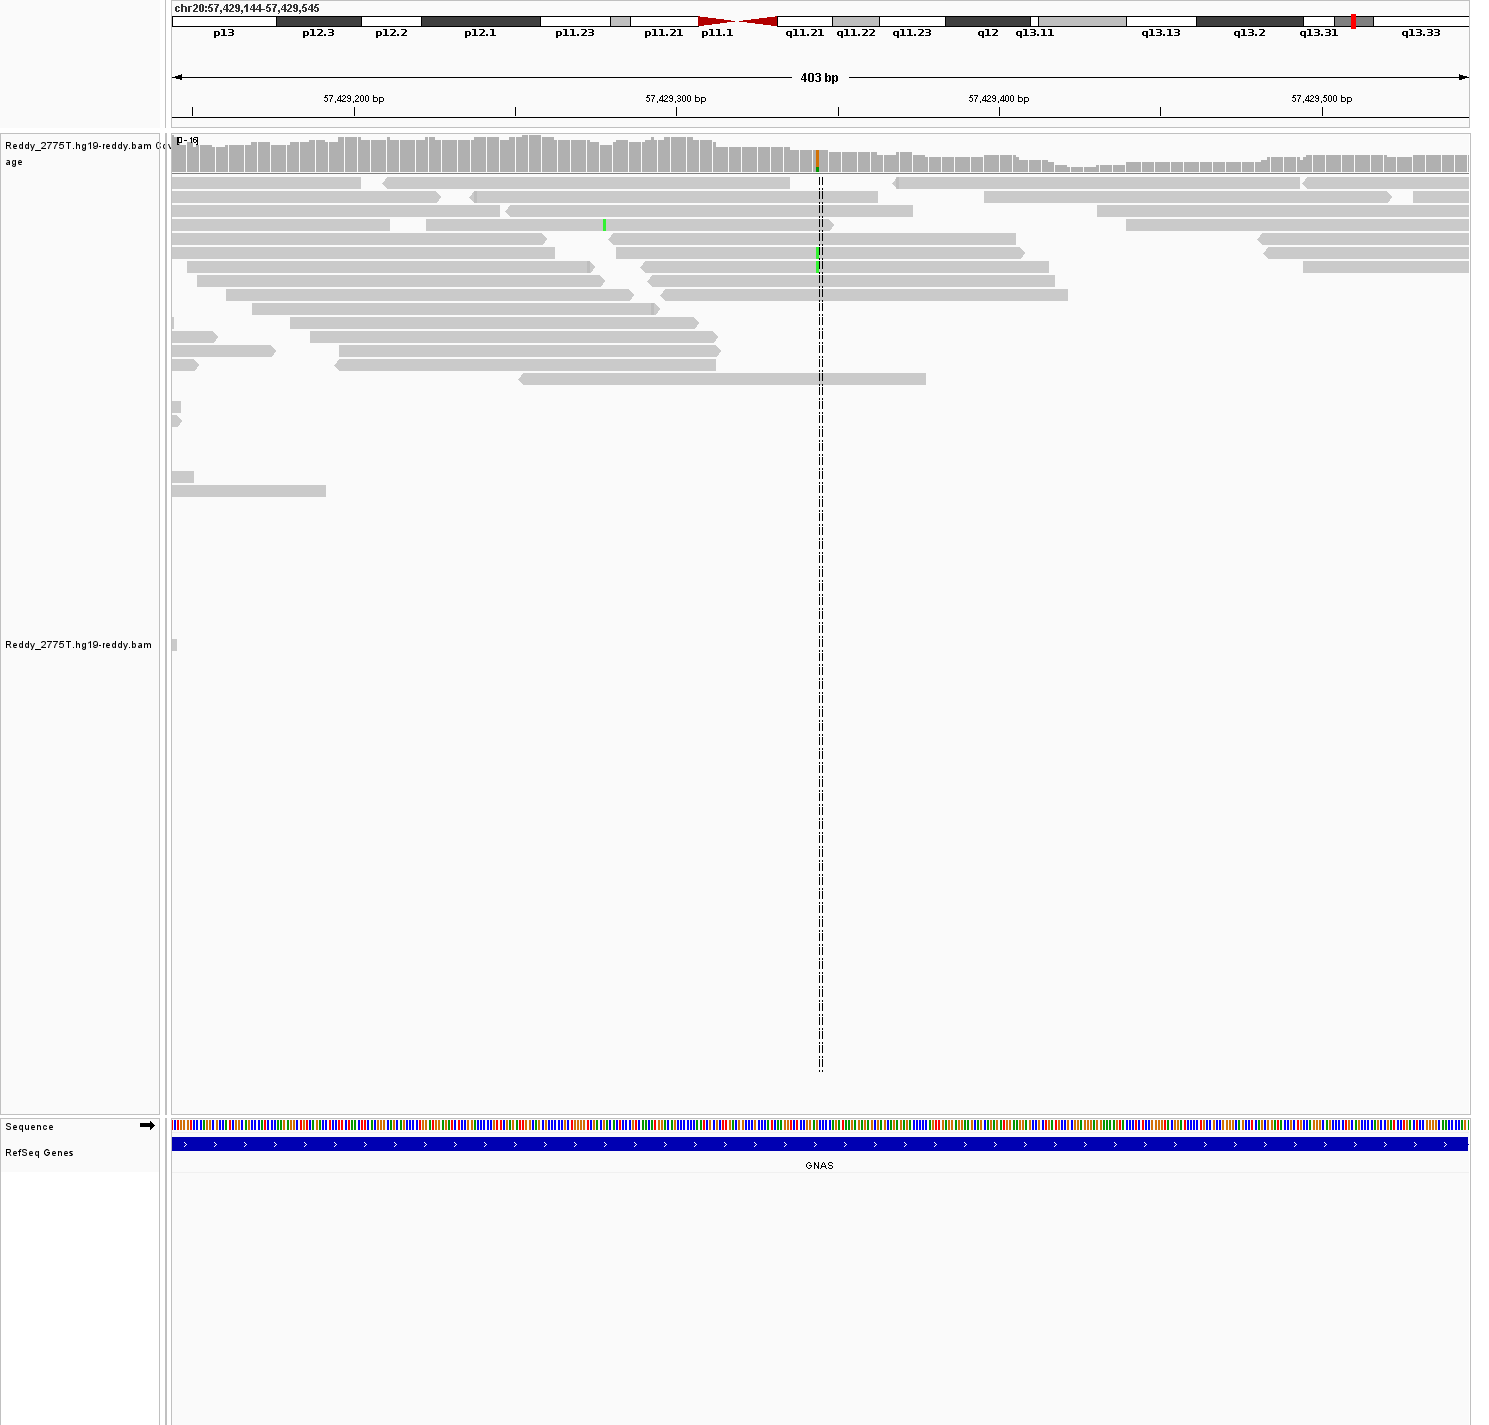 chr20:57,429,144-57,429,545
p13 p12.3 p12.2 p12.1 p11.23 p11.21 p11.1 q11.21 q11.22 q11.23 q12 q13.11 q13.13 q13.2 q13.31 q13.33
403 bp
57,429,200 bp 57,429,300 bp 57,429,400 bp 57,429,500 bp
[0 - 16]
Reddy_2775T.hg19-reddy.bam Cov
age
Reddy_2775T.hg19-reddy.bam
Sequence
RefSeq Genes
GNAS